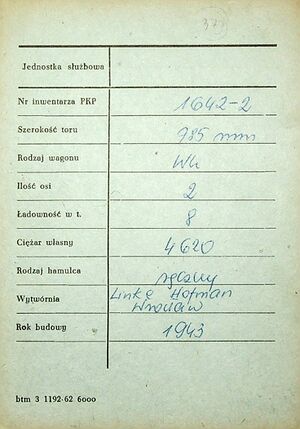 Jednostka służbowa
Nr inwentarza PKP 1642-2
Szerokość toru 785 mm
Rodzaj wagonu
Ilość osi 2
Ładowność w t. 8
Ciężar własny 4620
Rodzaj hamulca ręczny
Wytwórnia Linke Hofman
Wrocław
Rok budowy 1943
btm 3 1192-62 6000